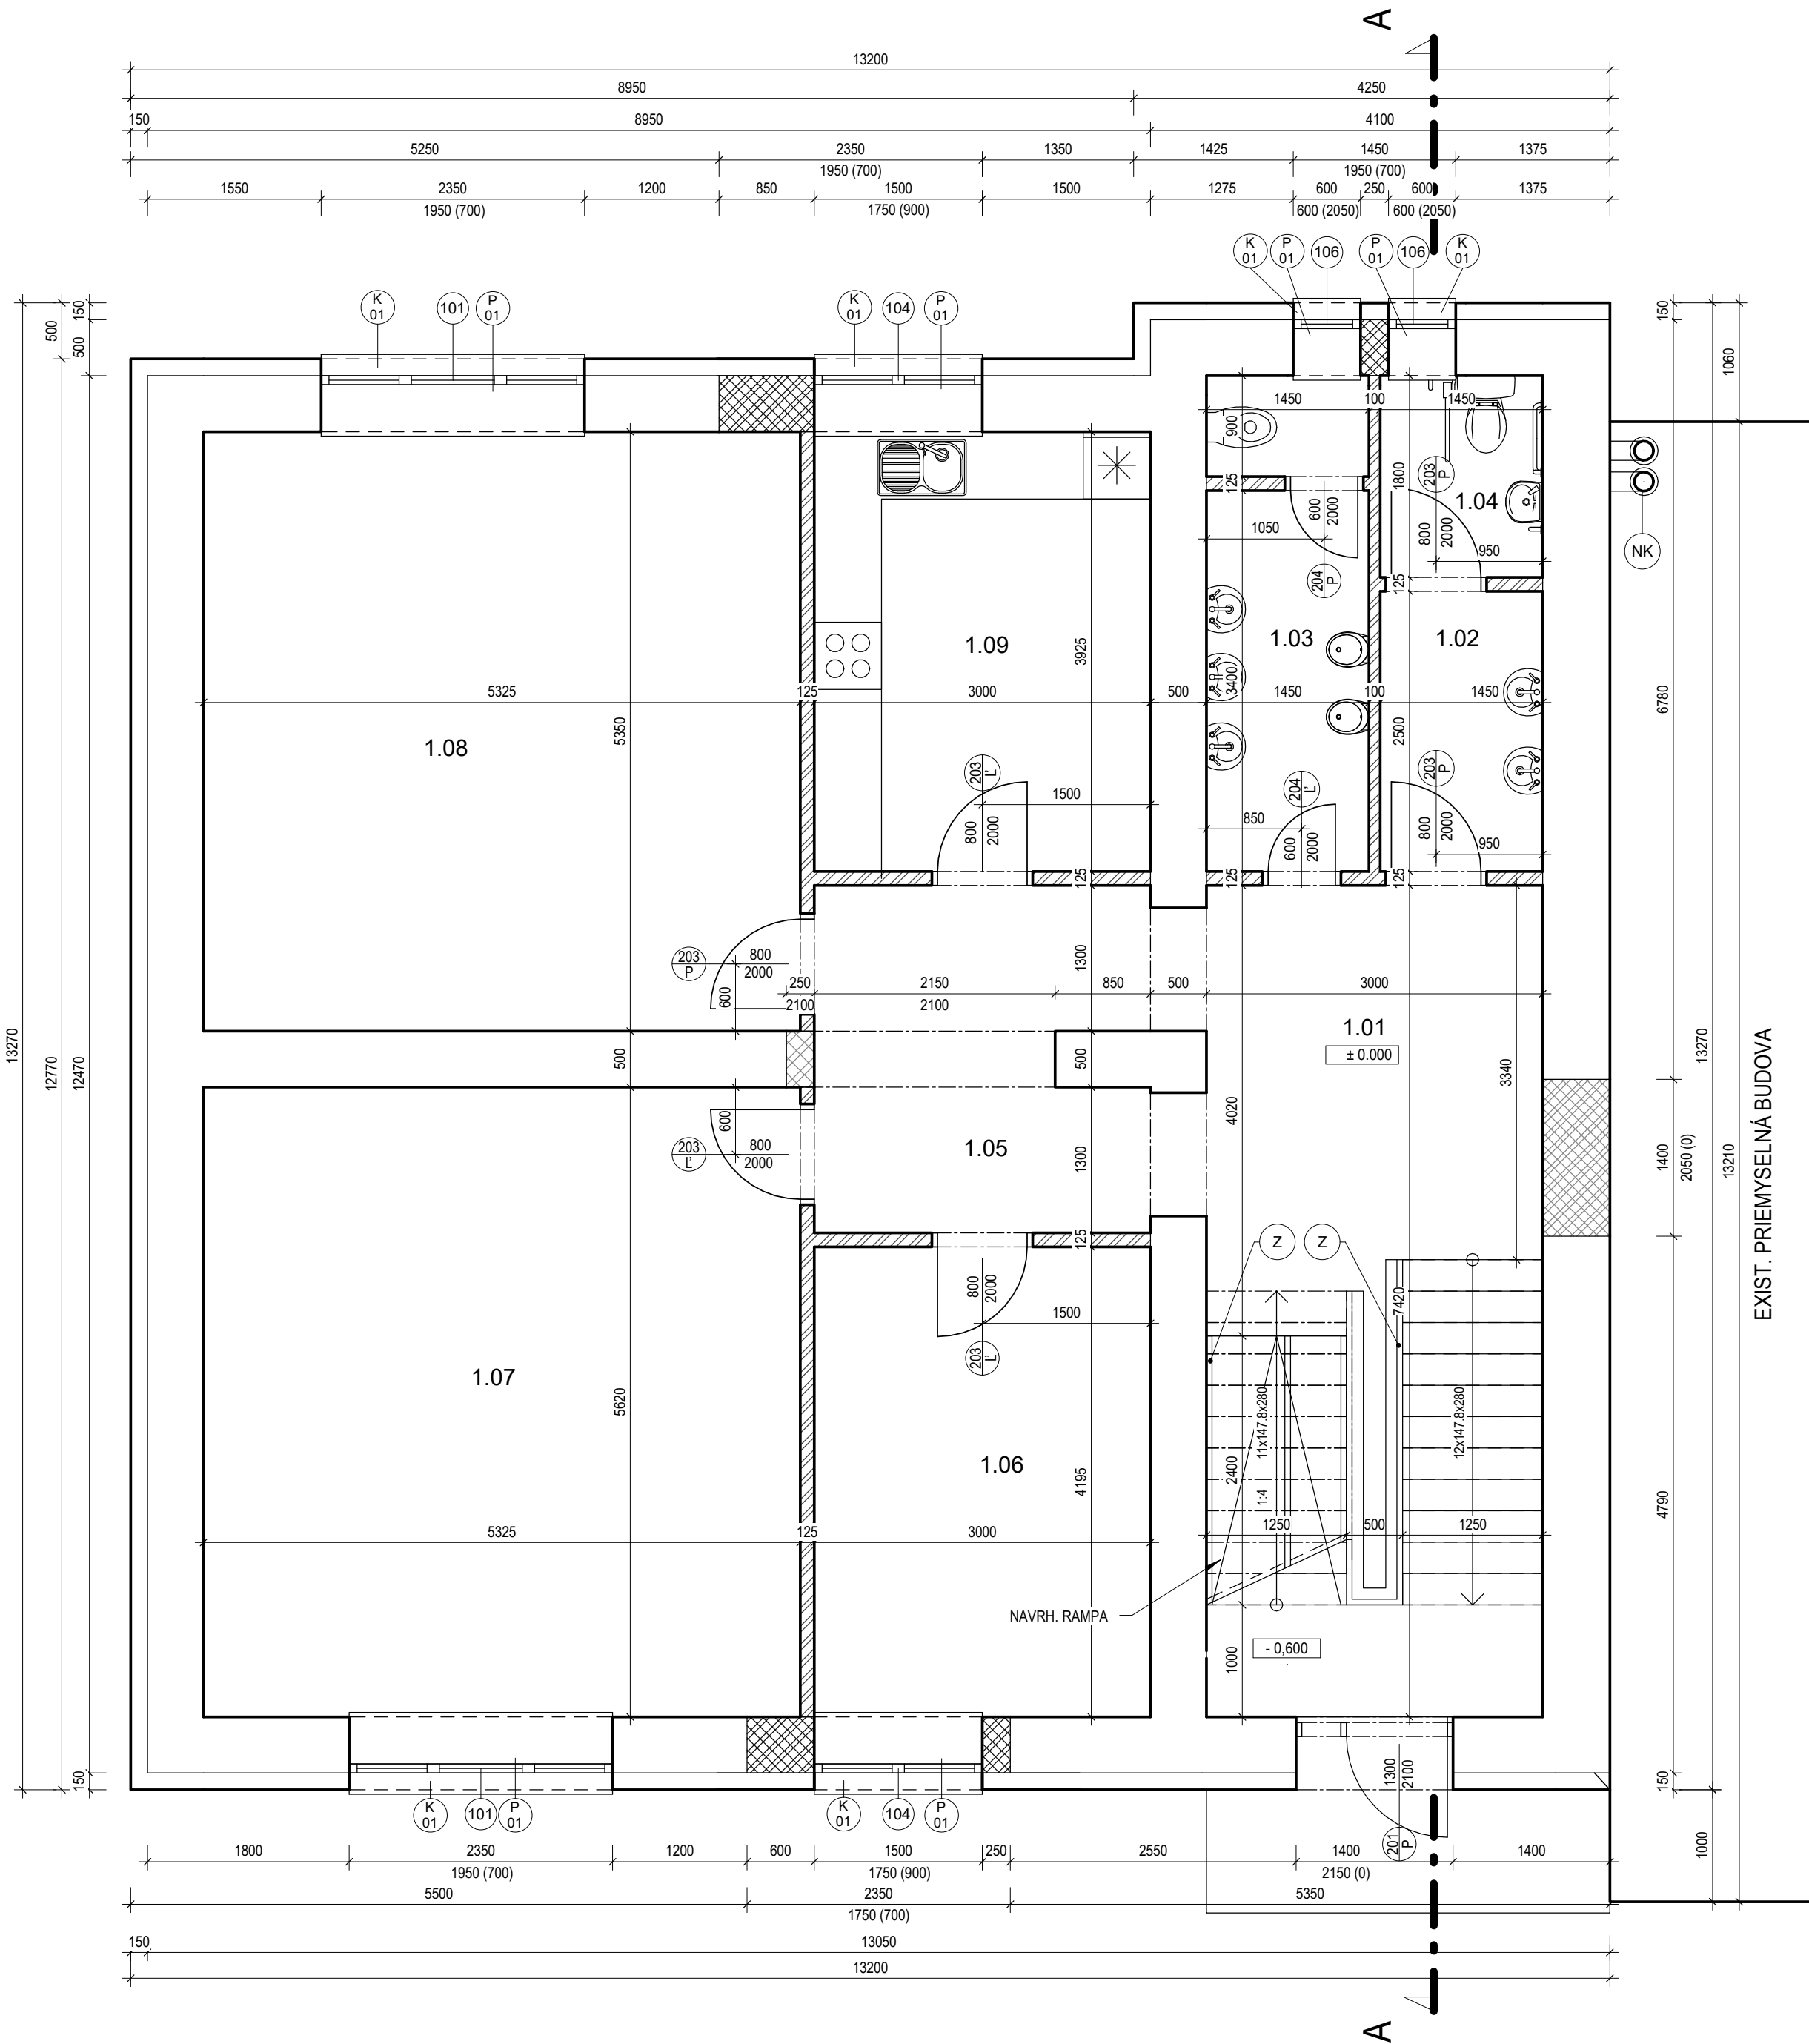 A
13200
8950 4250
150 8950 4100
5250 2350 1350 1425 1450 1375
1950 (700) 1950 (700)
1550 2350 1200 850 1500 1500 1275 600 250 600 1375
1950 (700) 1750 (900) 600 (2050) 600 (2050)
K 01 101 P 01
K 01 104 P 01
K 01 P 01 106 P 01 106 K 01
13270
500 12770
150 500 12470 150
1450 100 1450
900
125
1800
203 P
1.04
600 2000
1050
800 2000
950
204 P
125
NK
150
6780
1060
1.09
3925
1.03
3400
1.02
5325 125 3000 500 1450 100 1450
1.08
5350
2500
203 Ľ
1500
800 2000
204 Ľ
850
600 2000
203 P
800 2000
950
125
125
125
203 P
800
2000
600
250 2150 850 500 3000
2100 2100
1300
1.01
± 0.000
500
500
3340
4020
600
203 Ľ
800
2000
1.05
1300
125
1400
2050 (0)
13270
13210
EXIST. PRIEMYSELNÁ BUDOVA
Z Z
800 2000
1500
203 Ľ
7420
1.07
5620
1.06
4195
11x147.8x280
12x147.8x280
2400
1:4
5325 125 3000 1250 500 1250
4790
NAVRH. RAMPA
- 0,600
1000
1300 2100
201 P
150
1000
K 01 101 P 01
K 01 104 P 01
1800 2350 1200 600 1500 250 2550 1400 1400
1950 (700) 1750 (900) 2150 (0)
5500 2350 5350
1750 (700)
150 13050
13200
A